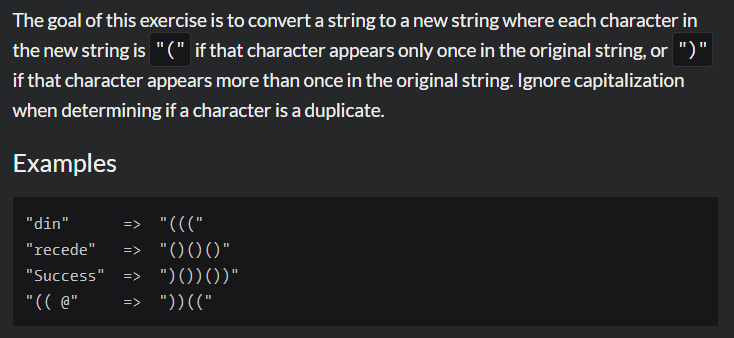 The goal of this exercise is to convert a string to a new string where each character in
the new string is "(" if that character appears only once in the original string, or ")"
if that character appears more than once in the original string. Ignore capitalization
when determining if a character is a duplicate.
Examples
"din"      =>  "((("
"recede"   =>  "()()()"
"Success"  =>  ")())())"
"(( @"     =>  "))(("